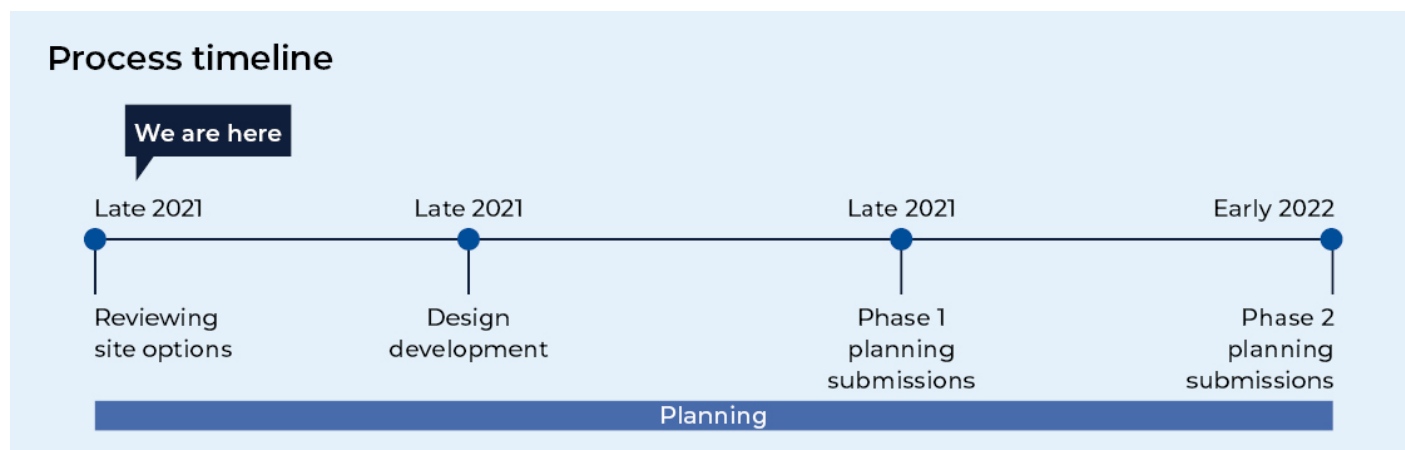 Process timeline
We are here
Late 2021
Late 2021
Late 2021
Early 2022
Reviewing
site options
Design
development
Phase 1
planning
submissions
Phase 2
planning
submissions
Planning